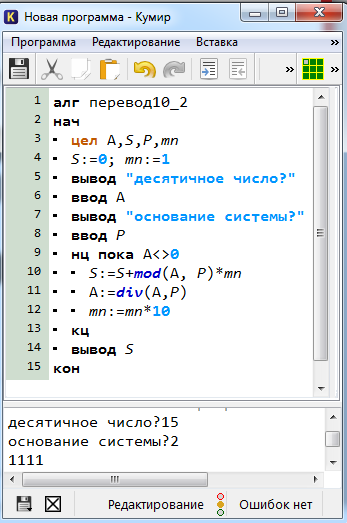 Новая программа - Кумир
Программа Редактирование Вставка »
» »
1 алг перевод10_2
2 нач
3 цел A,S,P,mn
4 S:=0; mn:=1
5 вывод "десятичное число?"
6 ввод A
7 вывод "основание системы?"
8 ввод P
9 нц пока A<>0
10 S:=S+mod(A, P)*mn
11 A:=div(A,P)
12 mn:=mn*10
13 кц
14 вывод S
15 кон
десятичное число?15
основание системы?2
1111
Редактирование Ошибок нет